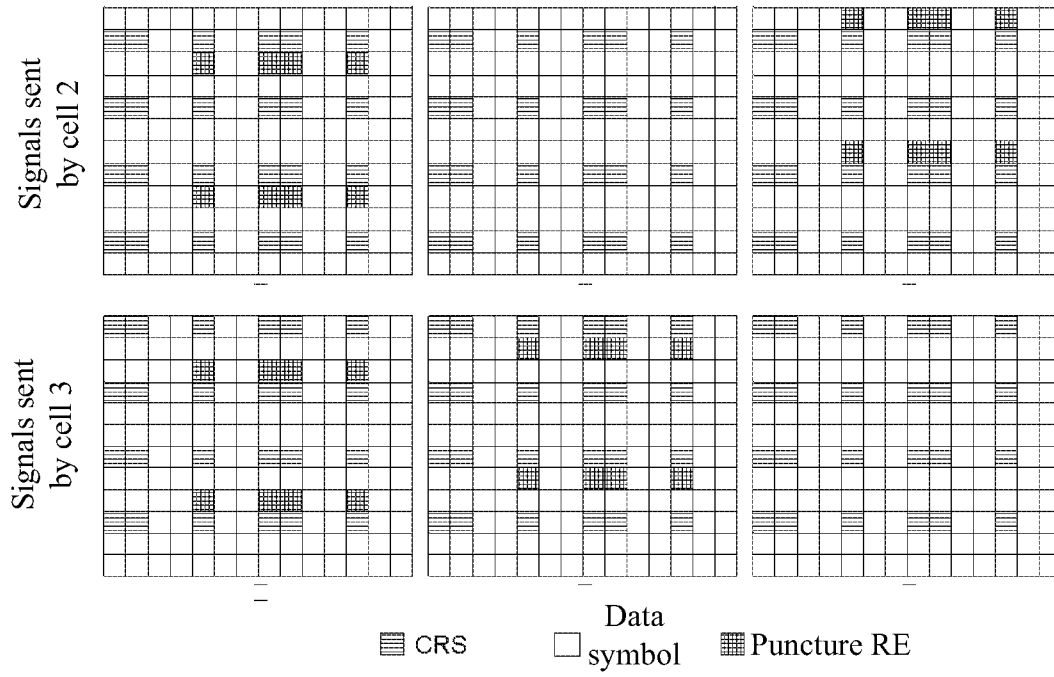 Signals sent
by cell 2
Signals sent
by cell 3
CRS
Data
symbol
Puncture RE